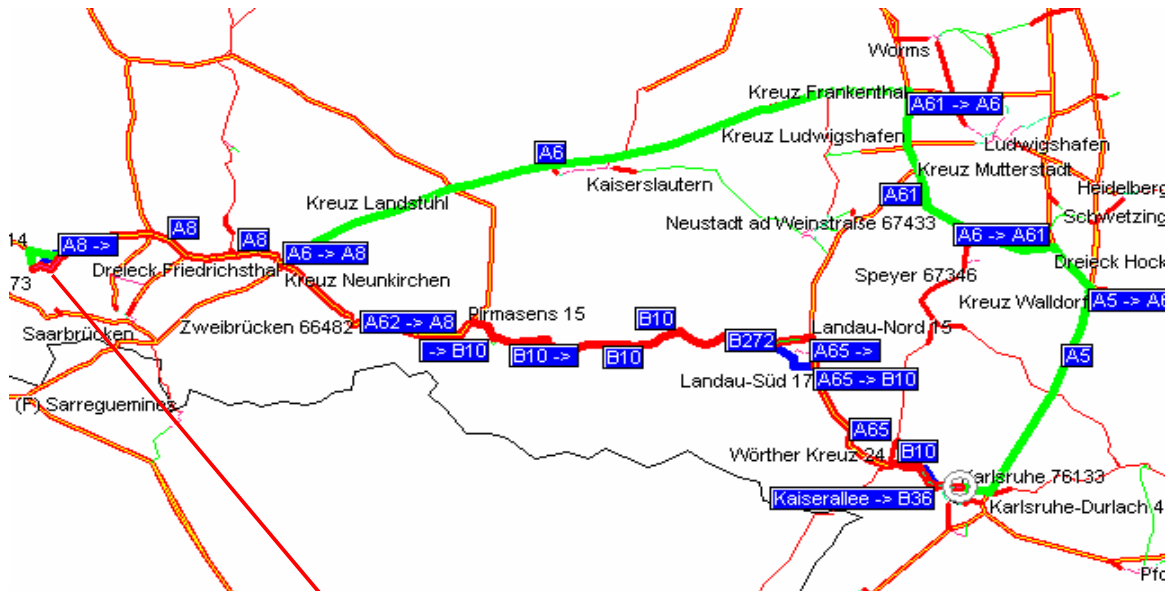 Worms
Kreuz Frankenthal
A61 -> A6
Kreuz Ludwigshafen
Ludwigshafen
A6
Kaiserslautern
Kreuz Mutterstadt
Heidelberg
A61
Kreuz Landstuhl
Schwetzing
Neustadt ad Weinstraße 67433
A8
14
A8 ->
A8
A6 -> A8
A6 -> A61
Dreieck Hock
73
Dreieck Friedrichsthal
Kreuz Neunkirchen
Speyer 67346
Kreuz Walldorf
A5 -> A6
Saarbrücken
Zweibrücken 66482
A62 -> A8
Pirmasens 15
B10
Landau-Nord 15
B272
-> B10
B10 ->
B10
A65 ->
A5
Landau-Süd 17
A65 -> B10
(F) Sarreguemines
A65
Wörther Kreuz 24
B10
Karlsruhe 76133
Kaiserallee -> B36
Karlsruhe-Durlach 4
Pfo